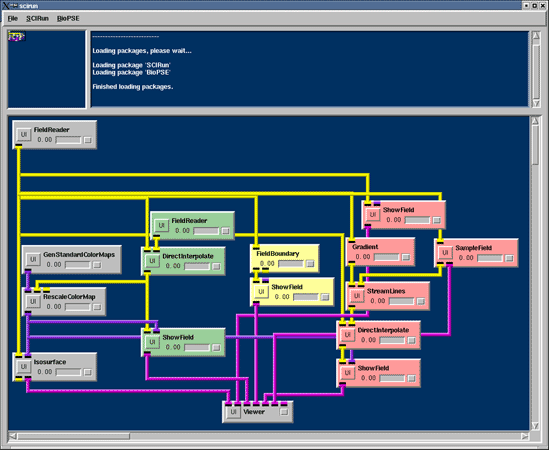 scirun
File SCIRun BioPSE
Loading packages, please wait...
Loading package 'SCIRun'
Loading package 'BioPSE'
Finished loading packages.
UI FieldReader
0.00
UI ShowField
0.00
UI FieldReader
0.00
UI GenStandardColorMaps
0.00
UI DirectInterpolate
0.00
FieldBoundary
0.00
UI Gradient
0.00
UI SampleField
0.00
UI RescaleColorMap
0.00
UI ShowField
0.00
UI StreamLines
0.00
UI ShowField
0.00
UI DirectInterpolate
0.00
UI Isosurface
0.00
UI ShowField
0.00
UI Viewer